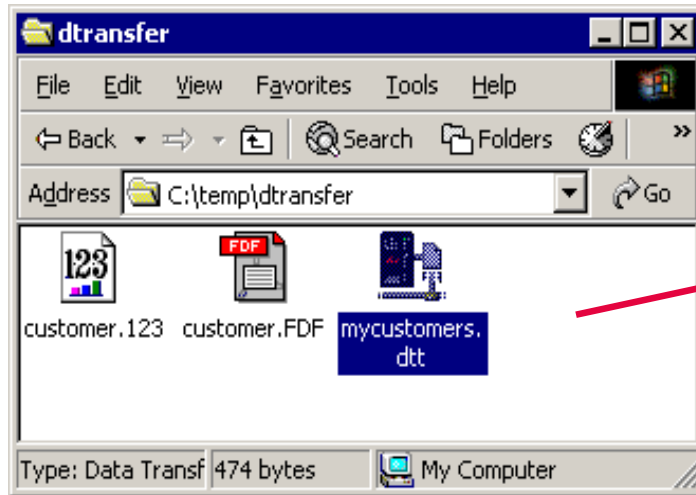 dtransfer
File Edit View Favorites Tools Help
Back Search Folders »
Address C:\temp\dtransfer Go
123 FDF
customer.123 customer.FDF mycustomers.
dtt
Type: Data Transf 474 bytes My Computer